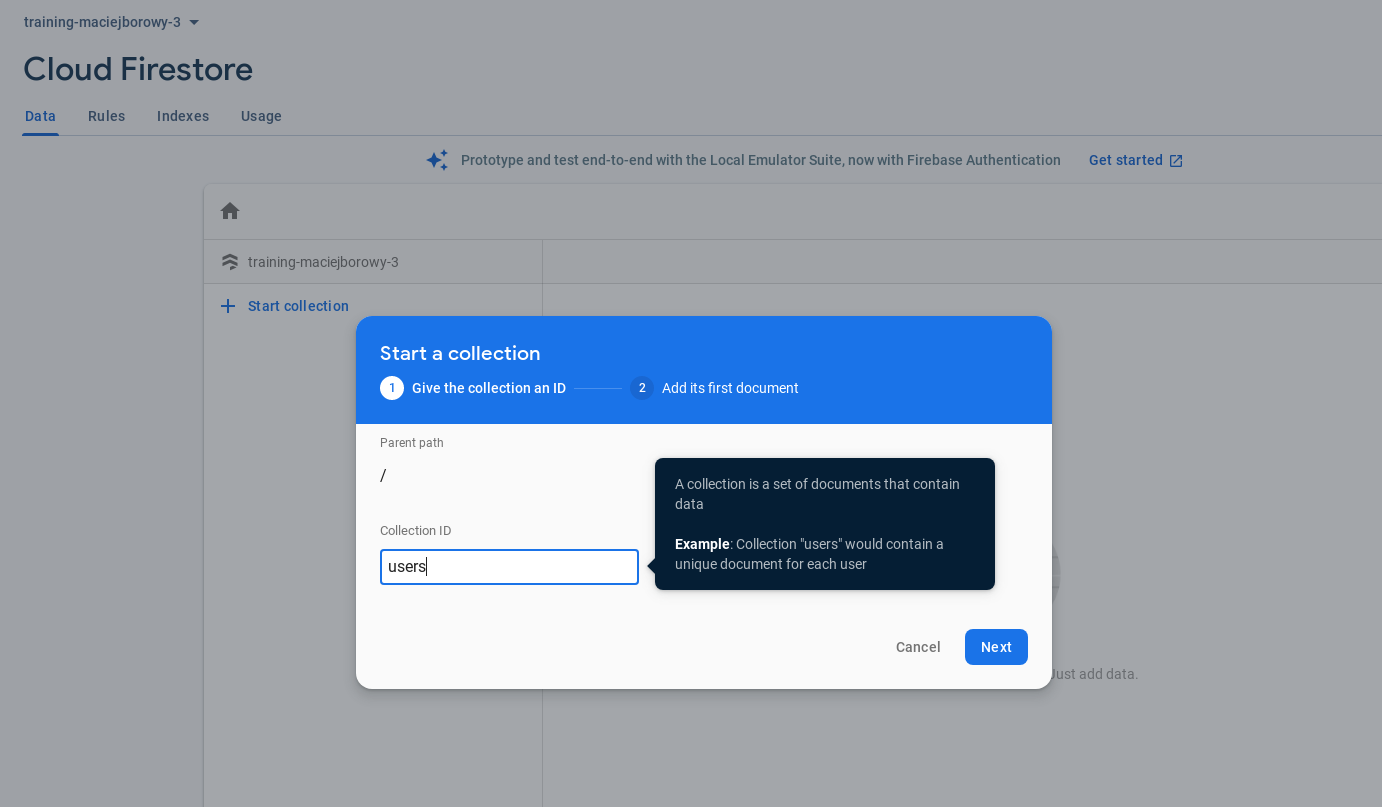 training-maciejborowy-3
Cloud Firestore
Data Rules Indexes Usage
Prototype and test end-to-end with the Local Emulator Suite, now with Firebase Authentication Get started
training-maciejborowy-3
Start collection
Start a collection
1 Give the collection an ID 2 Add its first document
Parent path
/
A collection is a set of documents that contain
data
Collection ID
users
Example: Collection "users" would contain a
unique document for each user
Cancel Next
Just add data.